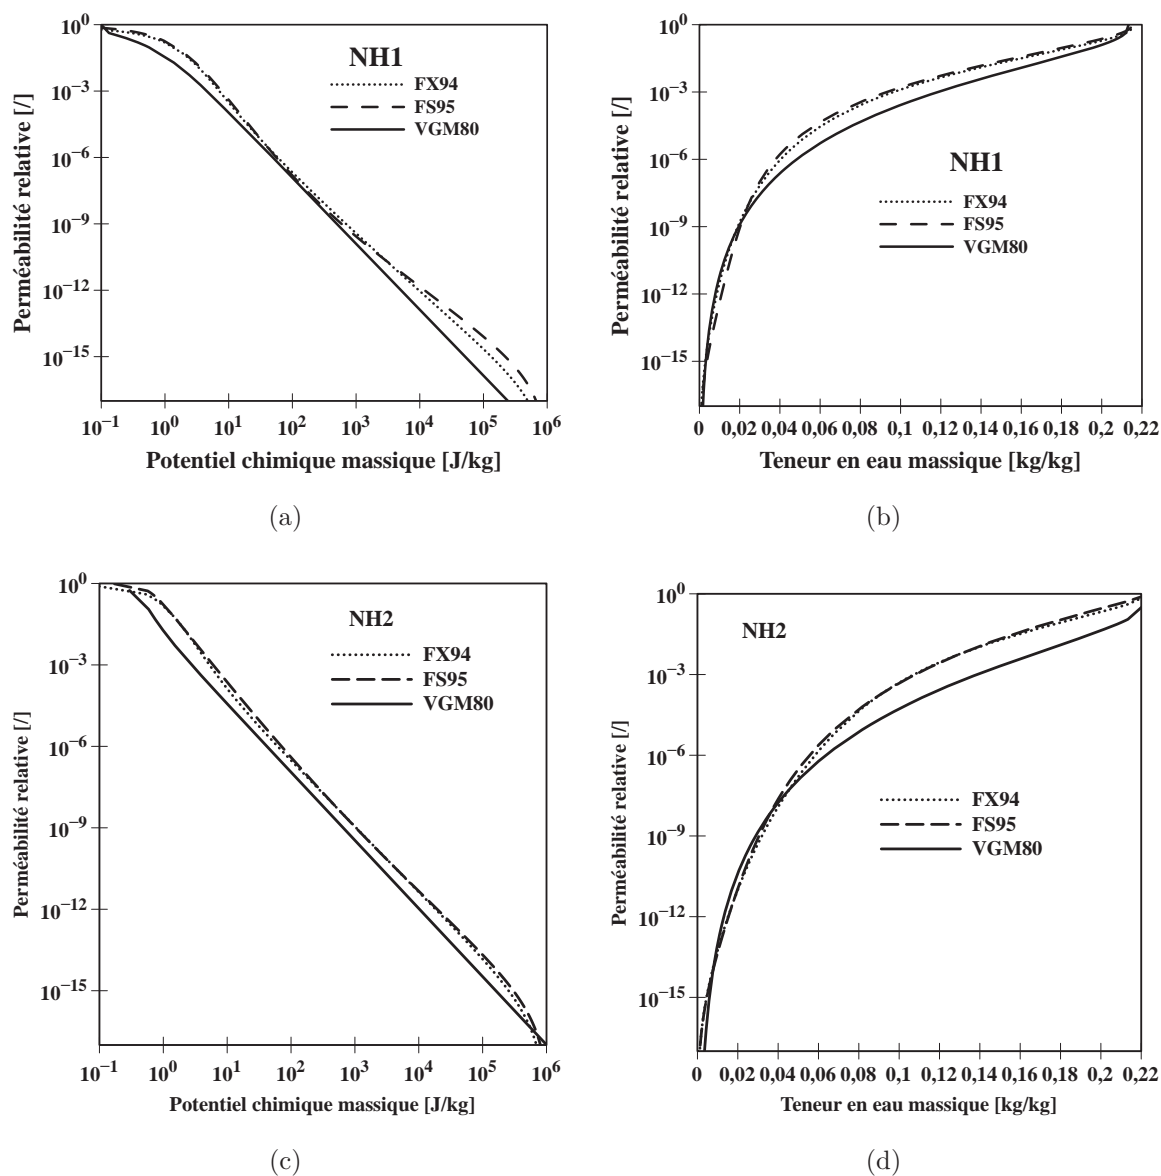 10⁰
10⁻³
10⁻⁶
10⁻⁹
10⁻¹²
10⁻¹⁵
Perméabilité relative [/]
NH1
FX94
FS95
VGM80
10⁻¹ 10⁰ 10¹ 10² 10³ 10⁴ 10⁵ 10⁶
Potentiel chimique massique [J/kg]
(a)
10⁰
10⁻³
10⁻⁶
10⁻⁹
10⁻¹²
10⁻¹⁵
Perméabilité relative [/]
NH1
FX94
FS95
VGM80
0 0,02 0,04 0,06 0,08 0,1 0,12 0,14 0,16 0,18 0,2 0,22
Teneur en eau massique [kg/kg]
(b)
10⁰
10⁻³
10⁻⁶
10⁻⁹
10⁻¹²
10⁻¹⁵
Perméabilité relative [/]
NH2
FX94
FS95
VGM80
10⁻¹ 10⁰ 10¹ 10² 10³ 10⁴ 10⁵ 10⁶
Potentiel chimique massique [J/kg]
(c)
10⁰
10⁻³
10⁻⁶
10⁻⁹
10⁻¹²
10⁻¹⁵
Perméabilité relative [/]
NH2
FX94
FS95
VGM80
0 0,02 0,04 0,06 0,08 0,1 0,12 0,14 0,16 0,18 0,2 0,22
Teneur en eau massique [kg/kg]
(d)